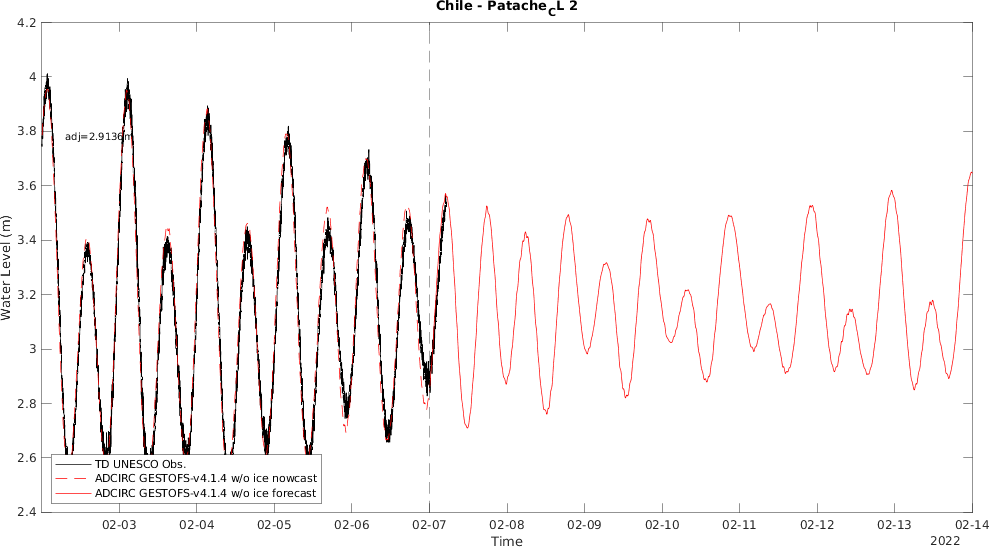 Chile - PatacheCL 2
4.2
4
3.8
3.6
3.4
3.2
3
2.8
2.6
2.4
Water Level (m)
adj=2.9136m
TD UNESCO Obs.
ADCIRC GESTOFS-v4.1.4 w/o ice nowcast
ADCIRC GESTOFS-v4.1.4 w/o ice forecast
02-03 02-04 02-05 02-06 02-07 02-08 02-09 02-10 02-11 02-12 02-13 02-14
Time
2022